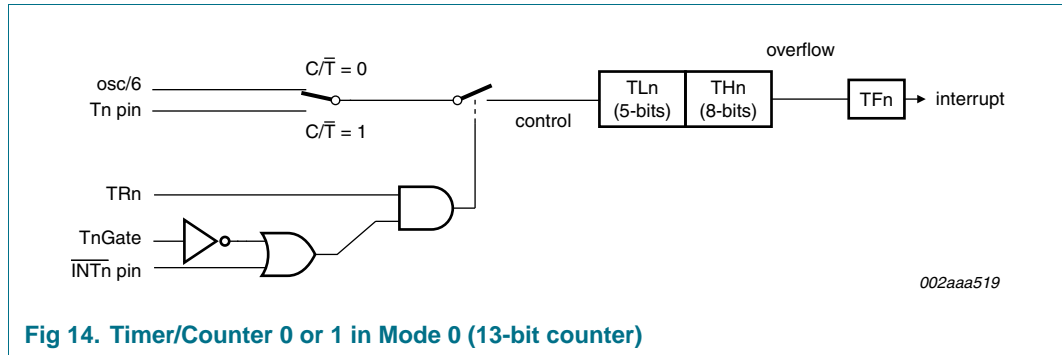 overflow
osc/6
C/T̅ = 0
Tn pin
C/T̅ = 1
control
TLn
(5-bits)
THn
(8-bits)
TFn
interrupt
TRn
TnGate
I̅N̅T̅n̅ pin
002aaa519
Fig 14. Timer/Counter 0 or 1 in Mode 0 (13-bit counter)